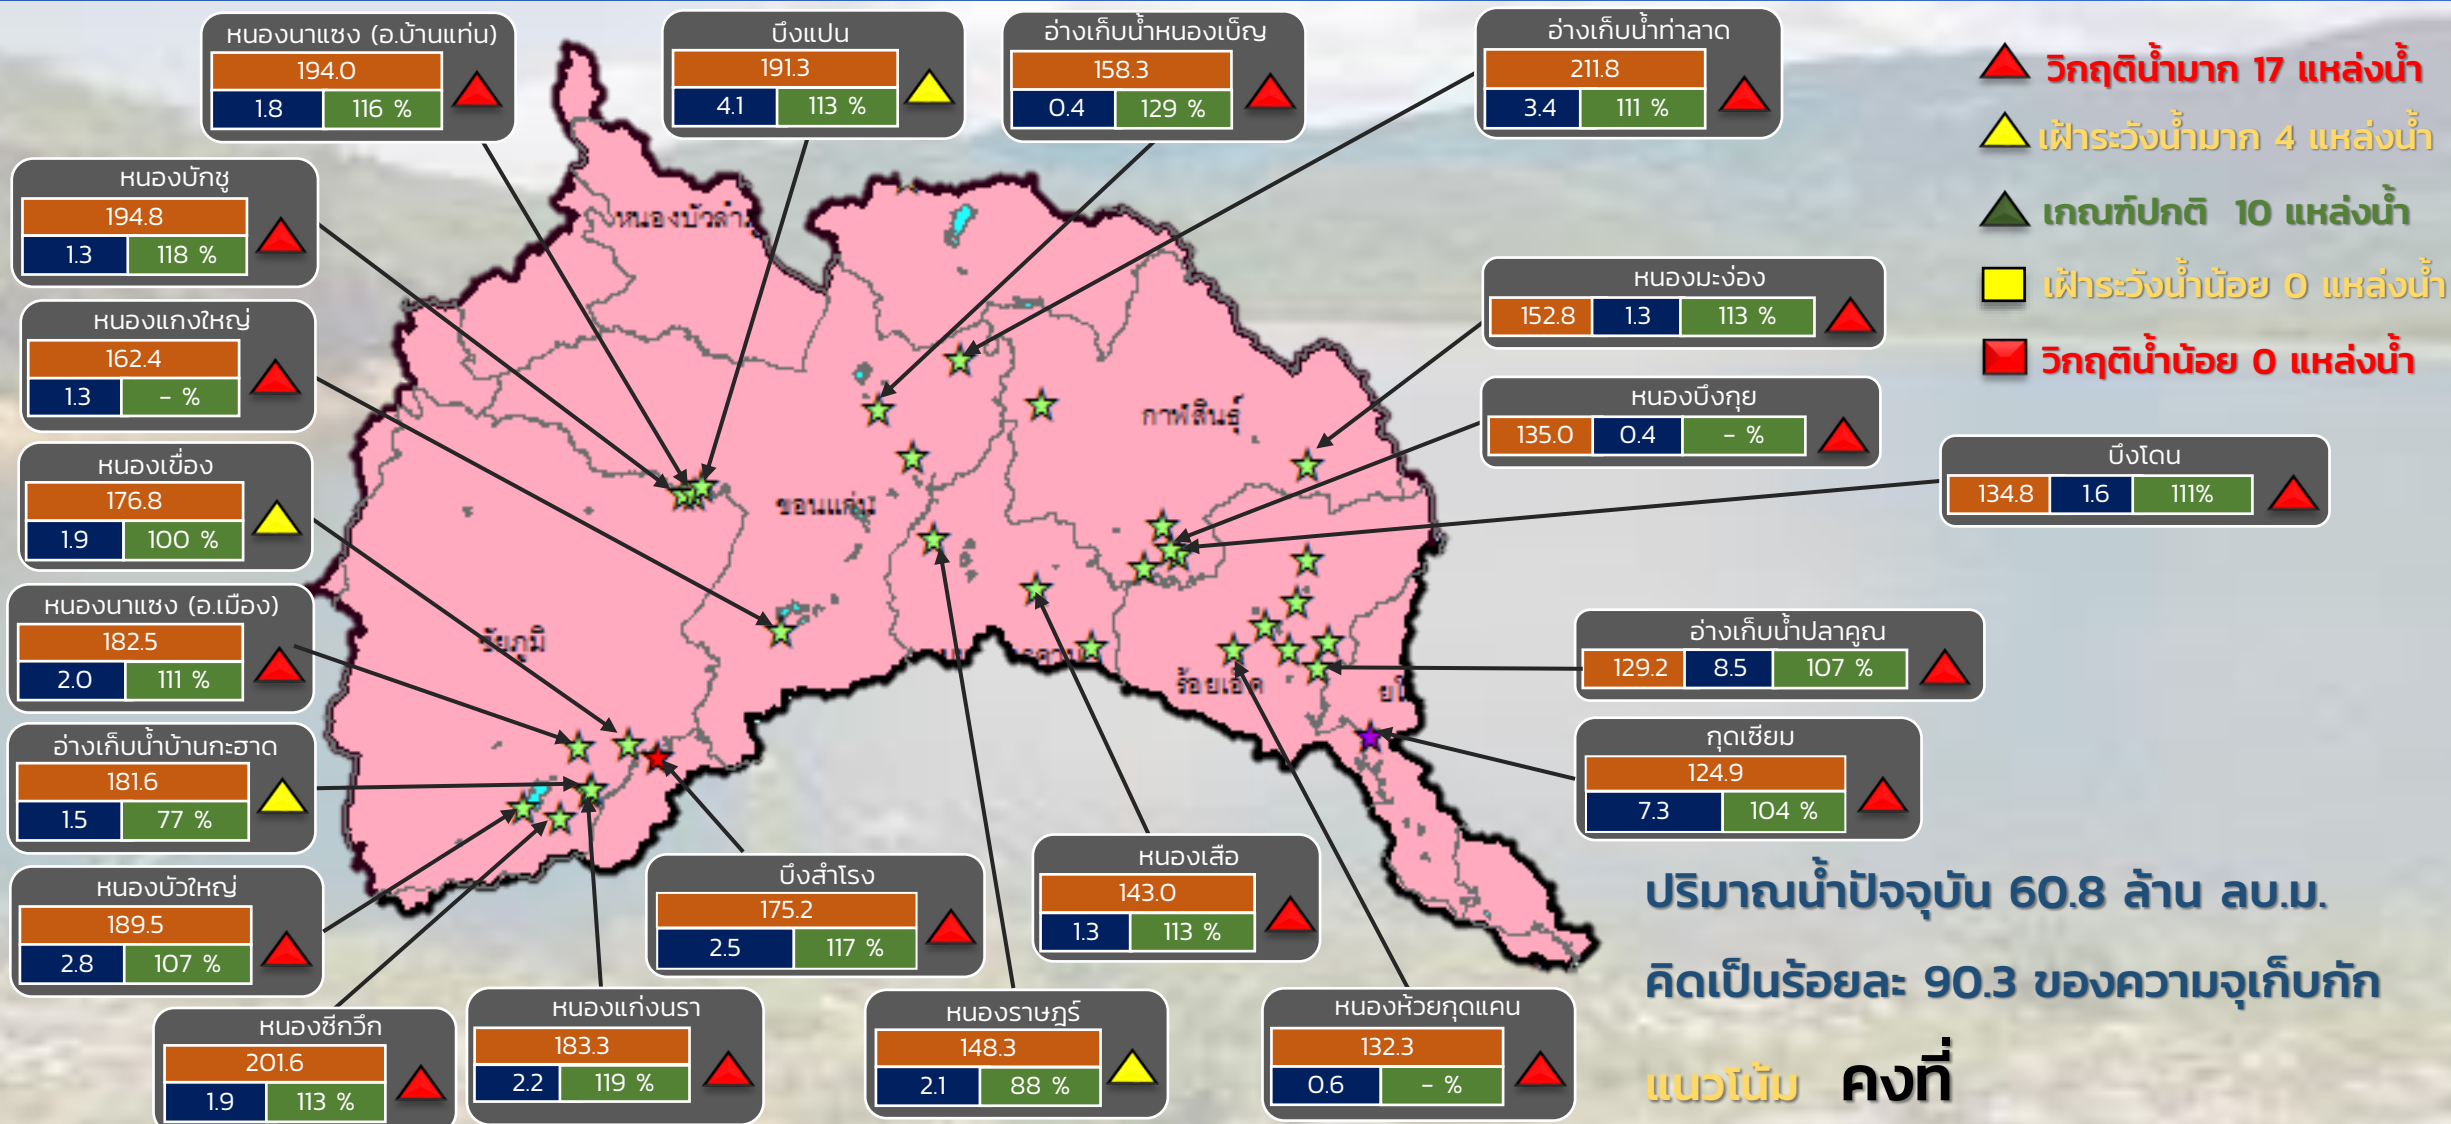 หนองนาแซง (อ.บ้านแท่น)
194.0
1.8 116 %
บึงแปน
191.3
4.1 113 %
อ่างเก็บน้ำหนองเบ็ญ
158.3
0.4 129 %
อ่างเก็บน้ำท่าลาด
211.8
3.4 111 %
วิกฤติน้ำมาก 17 แหล่งน้ำ
เฝ้าระวังน้ำมาก 4 แหล่งน้ำ
เกณฑ์ปกติ 10 แหล่งน้ำ
เฝ้าระวังน้ำน้อย 0 แหล่งน้ำ
วิกฤติน้ำน้อย 0 แหล่งน้ำ
หนองบักชู
194.8
1.3 118 %
หนองแกงใหญ่
162.4
1.3 - %
หนองเขื่อง
176.8
1.9 100 %
หนองนาแซง (อ.เมือง)
182.5
2.0 111 %
อ่างเก็บน้ำบ้านกะฮาด
181.6
1.5 77 %
หนองบัวใหญ่
189.5
2.8 107 %
หนองซีกวึก
201.6
1.9 113 %
หนองแก่งนรา
183.3
2.2 119 %
บึงสำโรง
175.2
2.5 117 %
หนองราษฎร์
148.3
2.1 88 %
หนองเสือ
143.0
1.3 113 %
หนองห้วยกุดแคน
132.3
0.6 - %
หนองมะง่อง
152.8 1.3 113 %
หนองบึงกุย
135.0 0.4 - %
บึงโดน
134.8 1.6 111%
อ่างเก็บน้ำปลาคูณ
129.2 8.5 107 %
กุดเชียม
124.9
7.3 104 %
กาฬสินธุ์
ขอนแก่น
ชัยภูมิ
ร้อยเอ็ด
ปริมาณน้ำปัจจุบัน 60.8 ล้าน ลบ.ม.
คิดเป็นร้อยละ 90.3 ของความจุเก็บกัก
แนวโน้ม คงที่